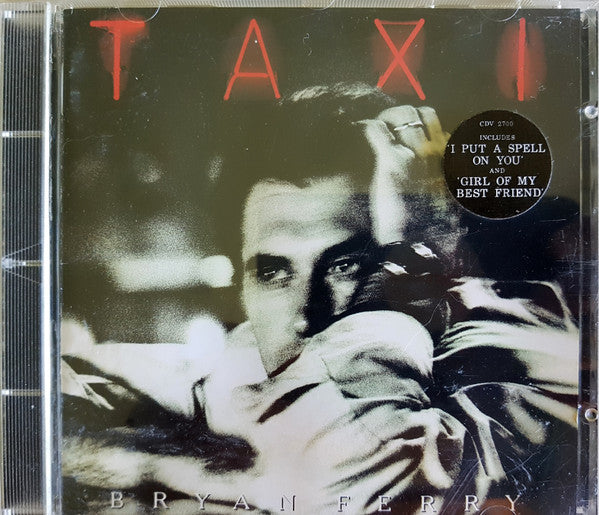 TAXI
CDV 2700
INCLUDES
'I PUT A SPELL
ON YOU'
AND
'GIRL OF MY
BEST FRIEND'
BRYAN FERRY